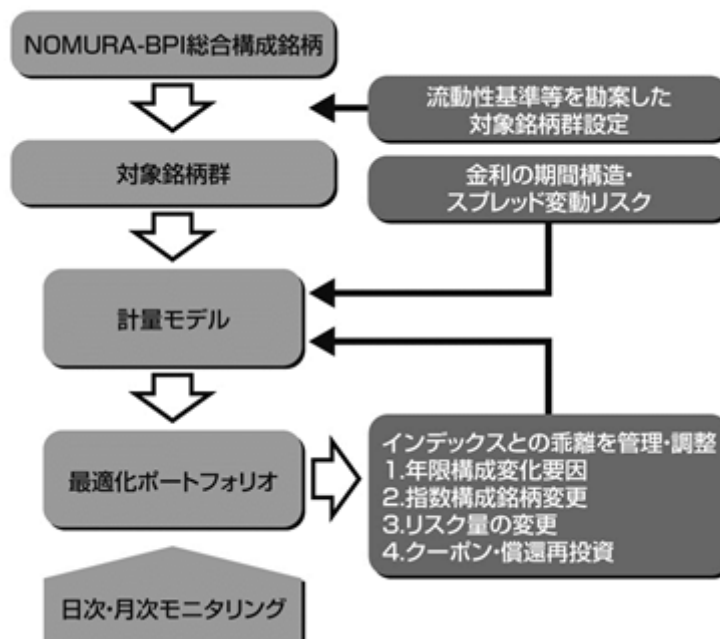 NOMURA-BPI総合構成銘柄
流動性基準等を勘案した
対象銘柄群設定
対象銘柄群
金利の期間構造・
スプレッド変動リスク
計量モデル
最適化ポートフォリオ
インデックスとの乖離を管理・調整
1.年限構成変化要因
2.指数構成銘柄変更
3.リスク量の変更
4.クーポン・償還再投資
日次・月次モニタリング